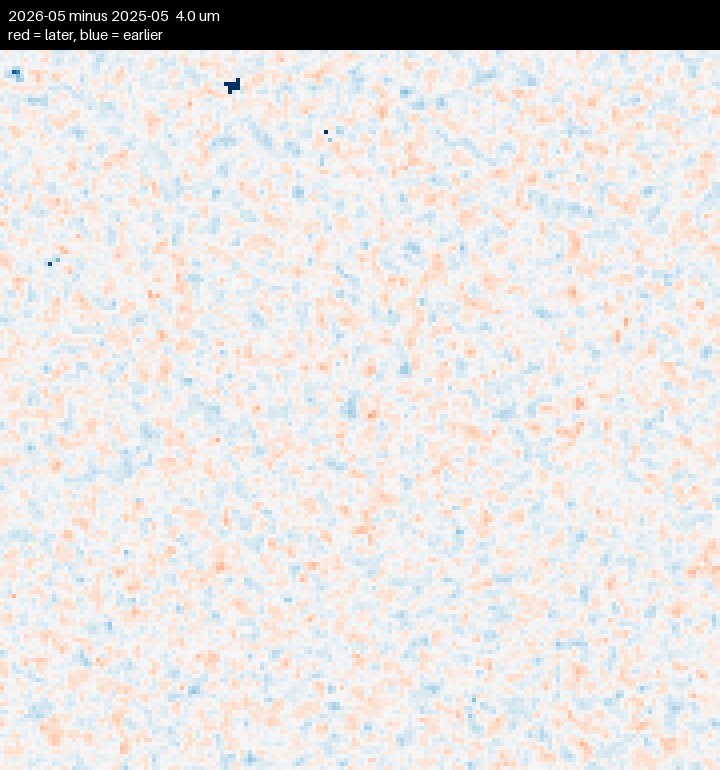 2026-05 minus 2025-05  4.0 um
red = later, blue = earlier